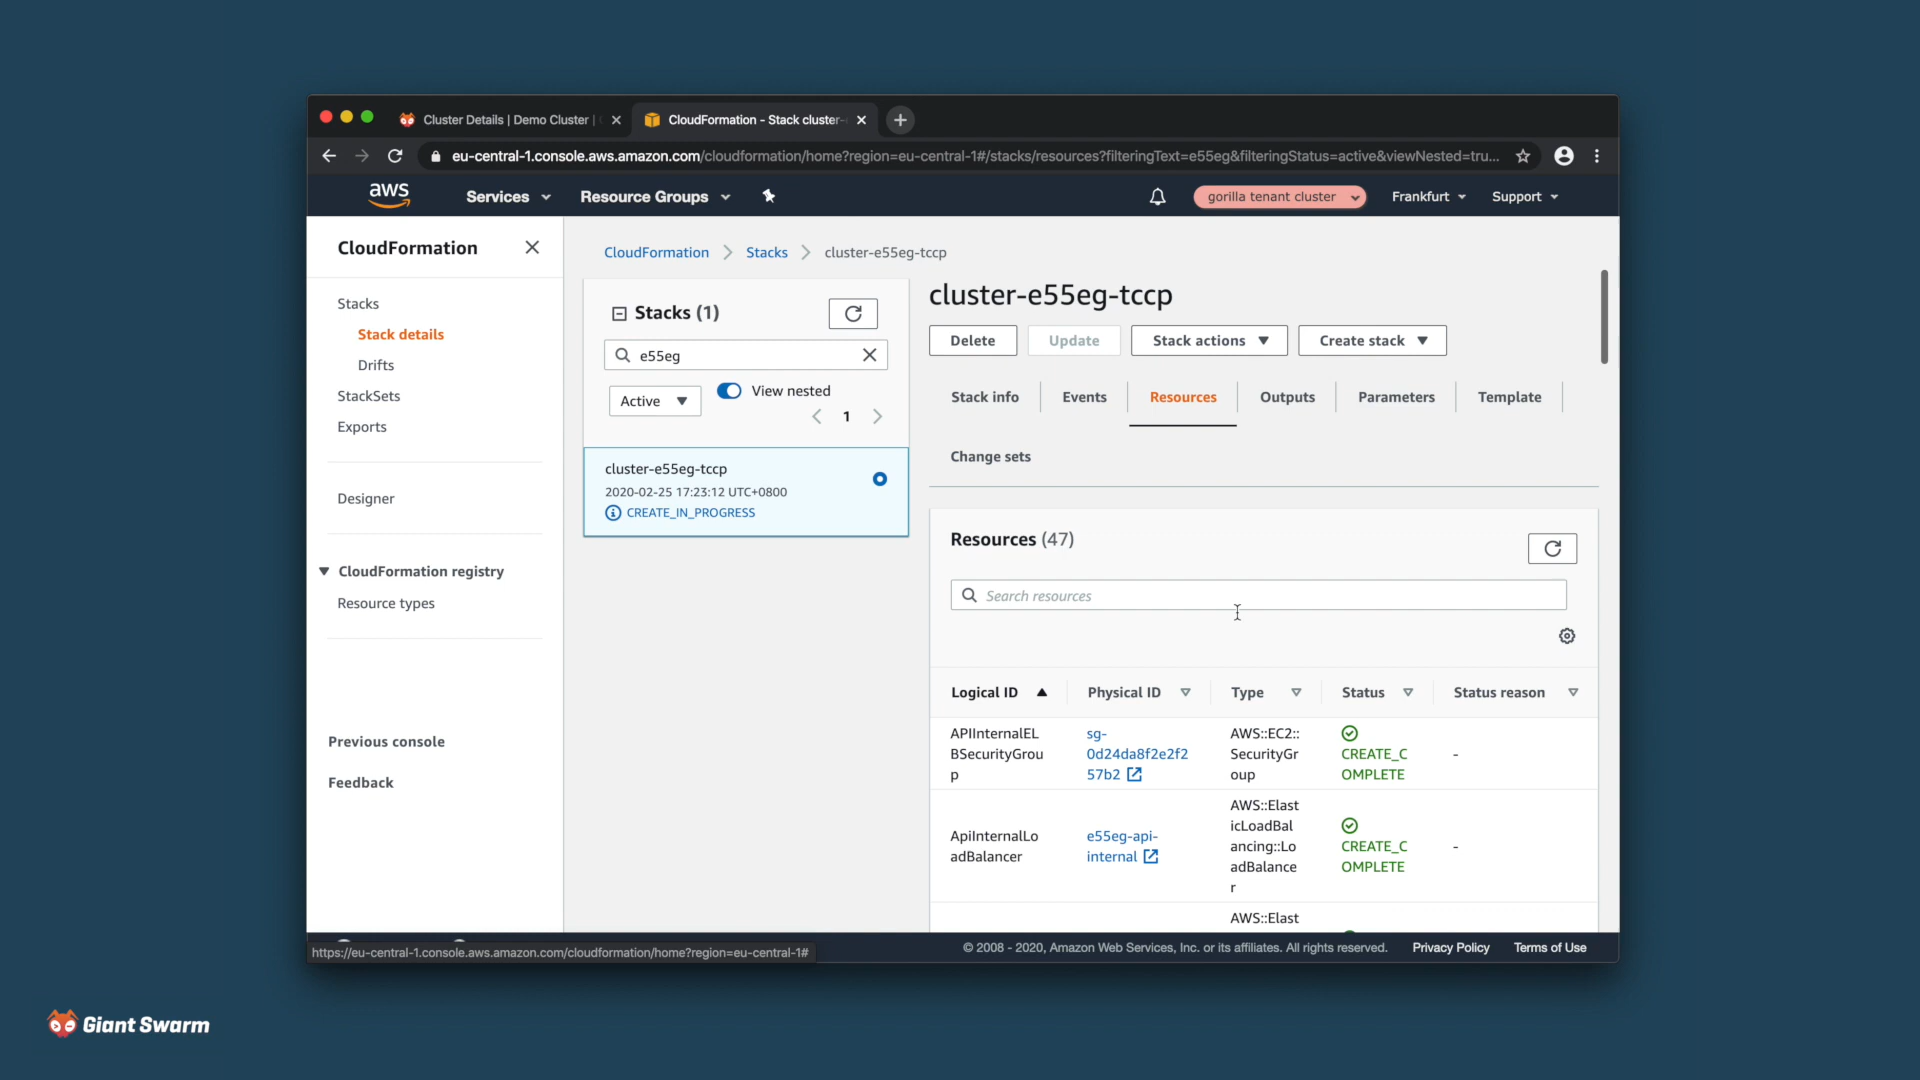 Cluster Details | Demo Cluster |
CloudFormation - Stack cluster-
eu-central-1.console.aws.amazon.com/cloudformation/home?region=eu-central-1#/stacks/resources?filteringText=e55eg&filteringStatus=active&viewNested=tru...
aws
Services
Resource Groups
gorilla tenant cluster
Frankfurt
Support
CloudFormation
Stacks
Stack details
Drifts
StackSets
Exports
Designer
CloudFormation registry
Resource types
Previous console
Feedback
CloudFormation
Stacks
cluster-e55eg-tccp
Stacks (1)
e55eg
Active
View nested
1
cluster-e55eg-tccp
2020-02-25 17:23:12 UTC+0800
CREATE_IN_PROGRESS
cluster-e55eg-tccp
Delete
Update
Stack actions
Create stack
Stack info
Events
Resources
Outputs
Parameters
Template
Change sets
Resources (47)
Search resources
Logical ID
Physical ID
Type
Status
Status reason
APIInternalEL
BSecurityGrou
p
sg-
0d24da8f2e2f2
57b2
AWS::EC2::
SecurityGr
oup
CREATE_C
OMPLETE
-
ApiInternalLo
adBalancer
e55eg-api-
internal
AWS::Elast
icLoadBal
ancing::Lo
adBalance
r
CREATE_C
OMPLETE
-
AWS::Elast
https://eu-central-1.console.aws.amazon.com/cloudformation/home?region=eu-central-1#
© 2008 - 2020, Amazon Web Services, Inc. or its affiliates. All rights reserved.
Privacy Policy
Terms of Use
Giant Swarm